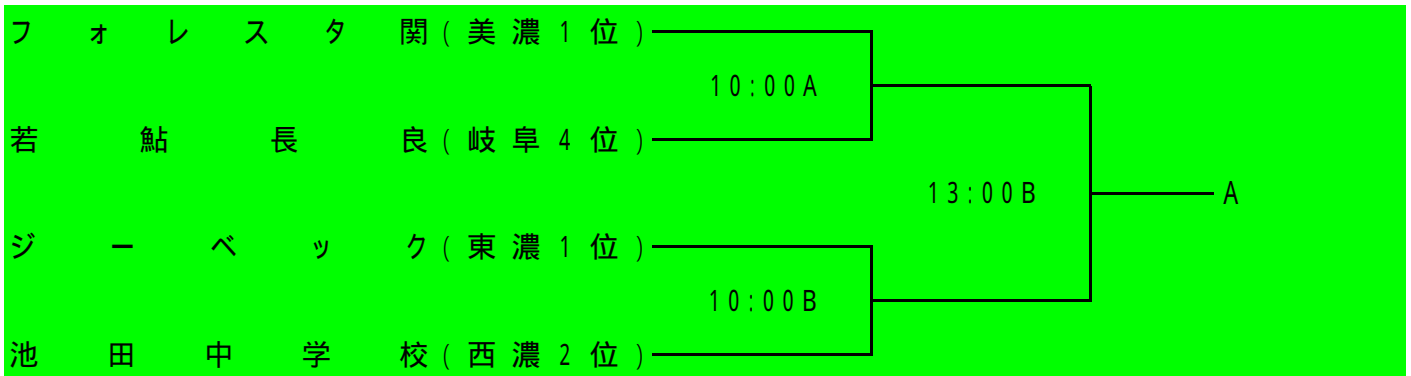 フォレスタ関(美濃1位)
10:00A
若鮎長良(岐阜4位)
13:00B
A
ジーベック(東濃1位)
10:00B
池田中学校(西濃2位)